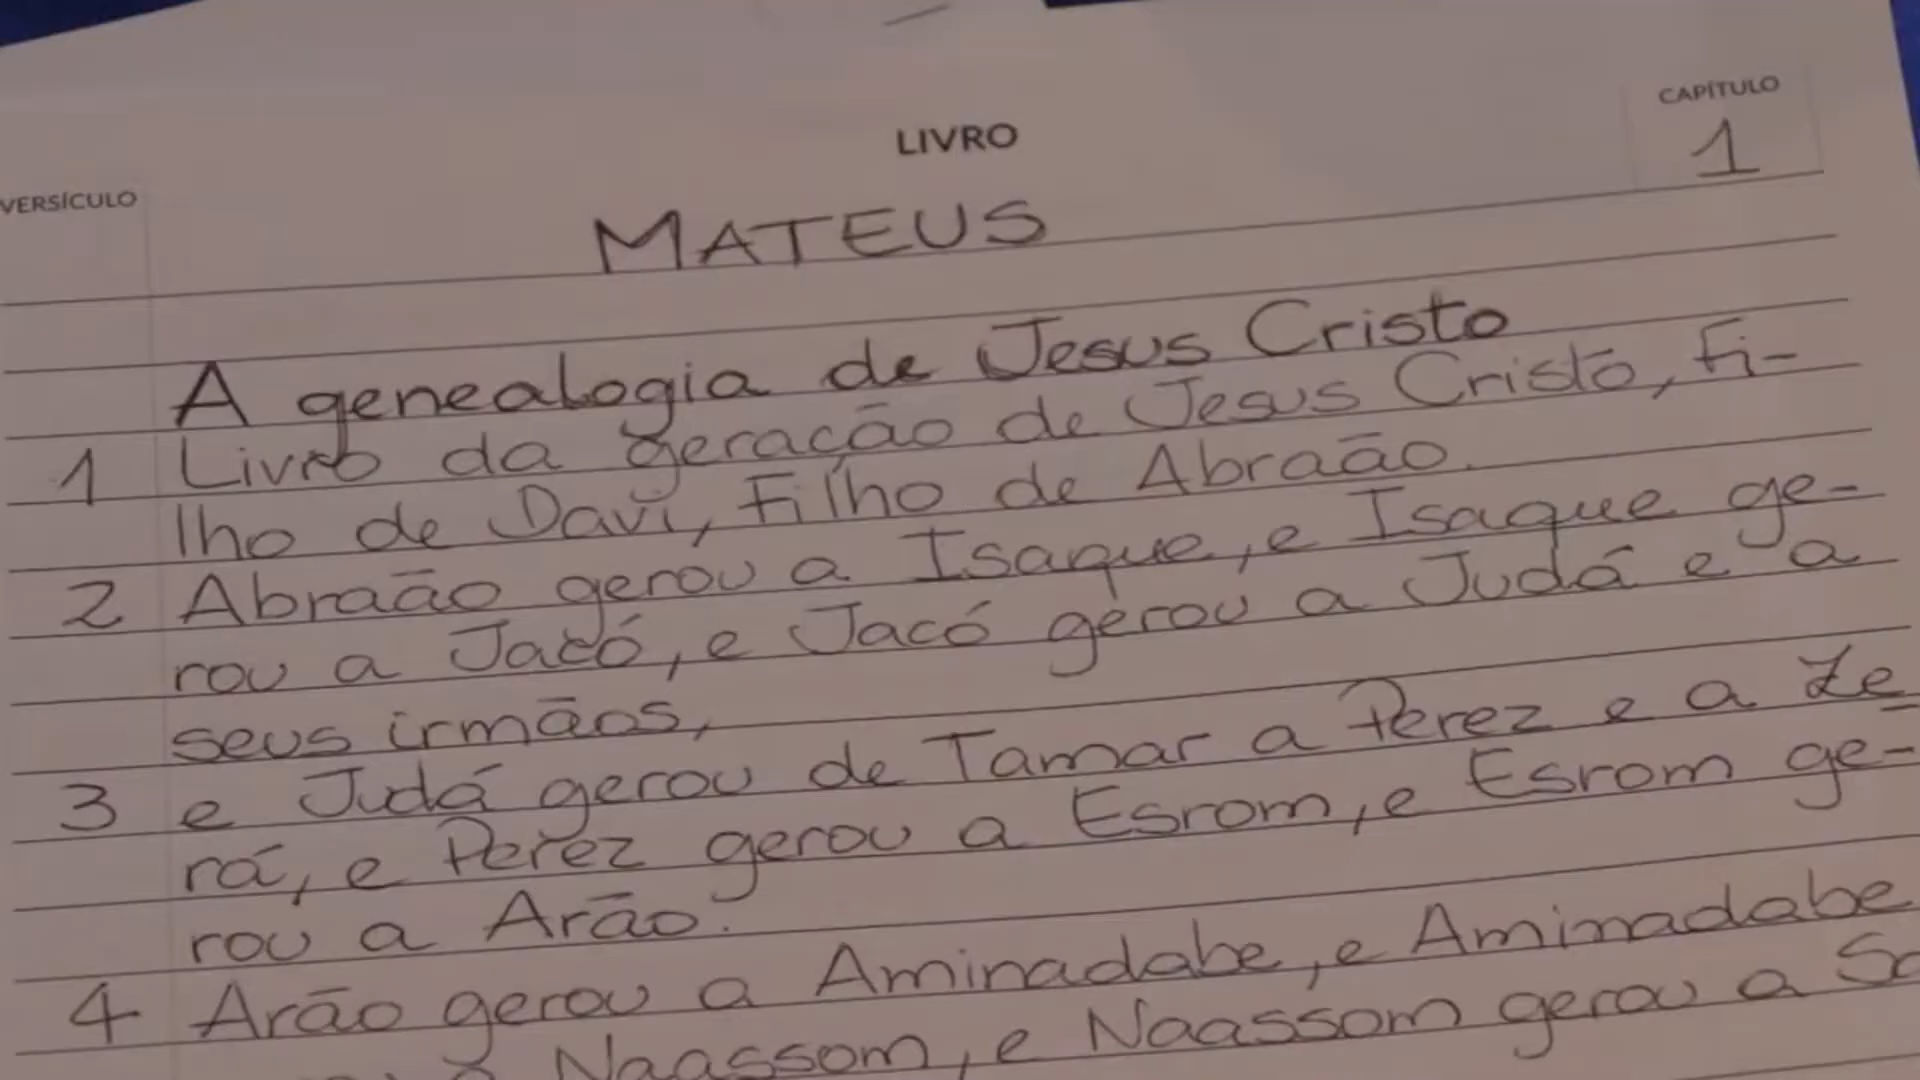 CAPÍTULO
1
LIVRO
VERSÍCULO
MATEUS
A genealogia de Jesus Cristo
1 Livro da geração de Jesus Cristo, Fi-
lho de Davi, Filho de Abraão.
2 Abraão gerou a Isaque, e Isaque ge-
rou a Jacó, e Jacó gerou a Judá e a
seus irmãos,
3 e Judá gerou de Tamar a Perez e a Ze
rá, e Perez gerou a Esrom, e Esrom ge-
rou a Arão.
4 Arão gerou a Aminadabe, e Aminadabe
Naassom, e Naassom gerou a